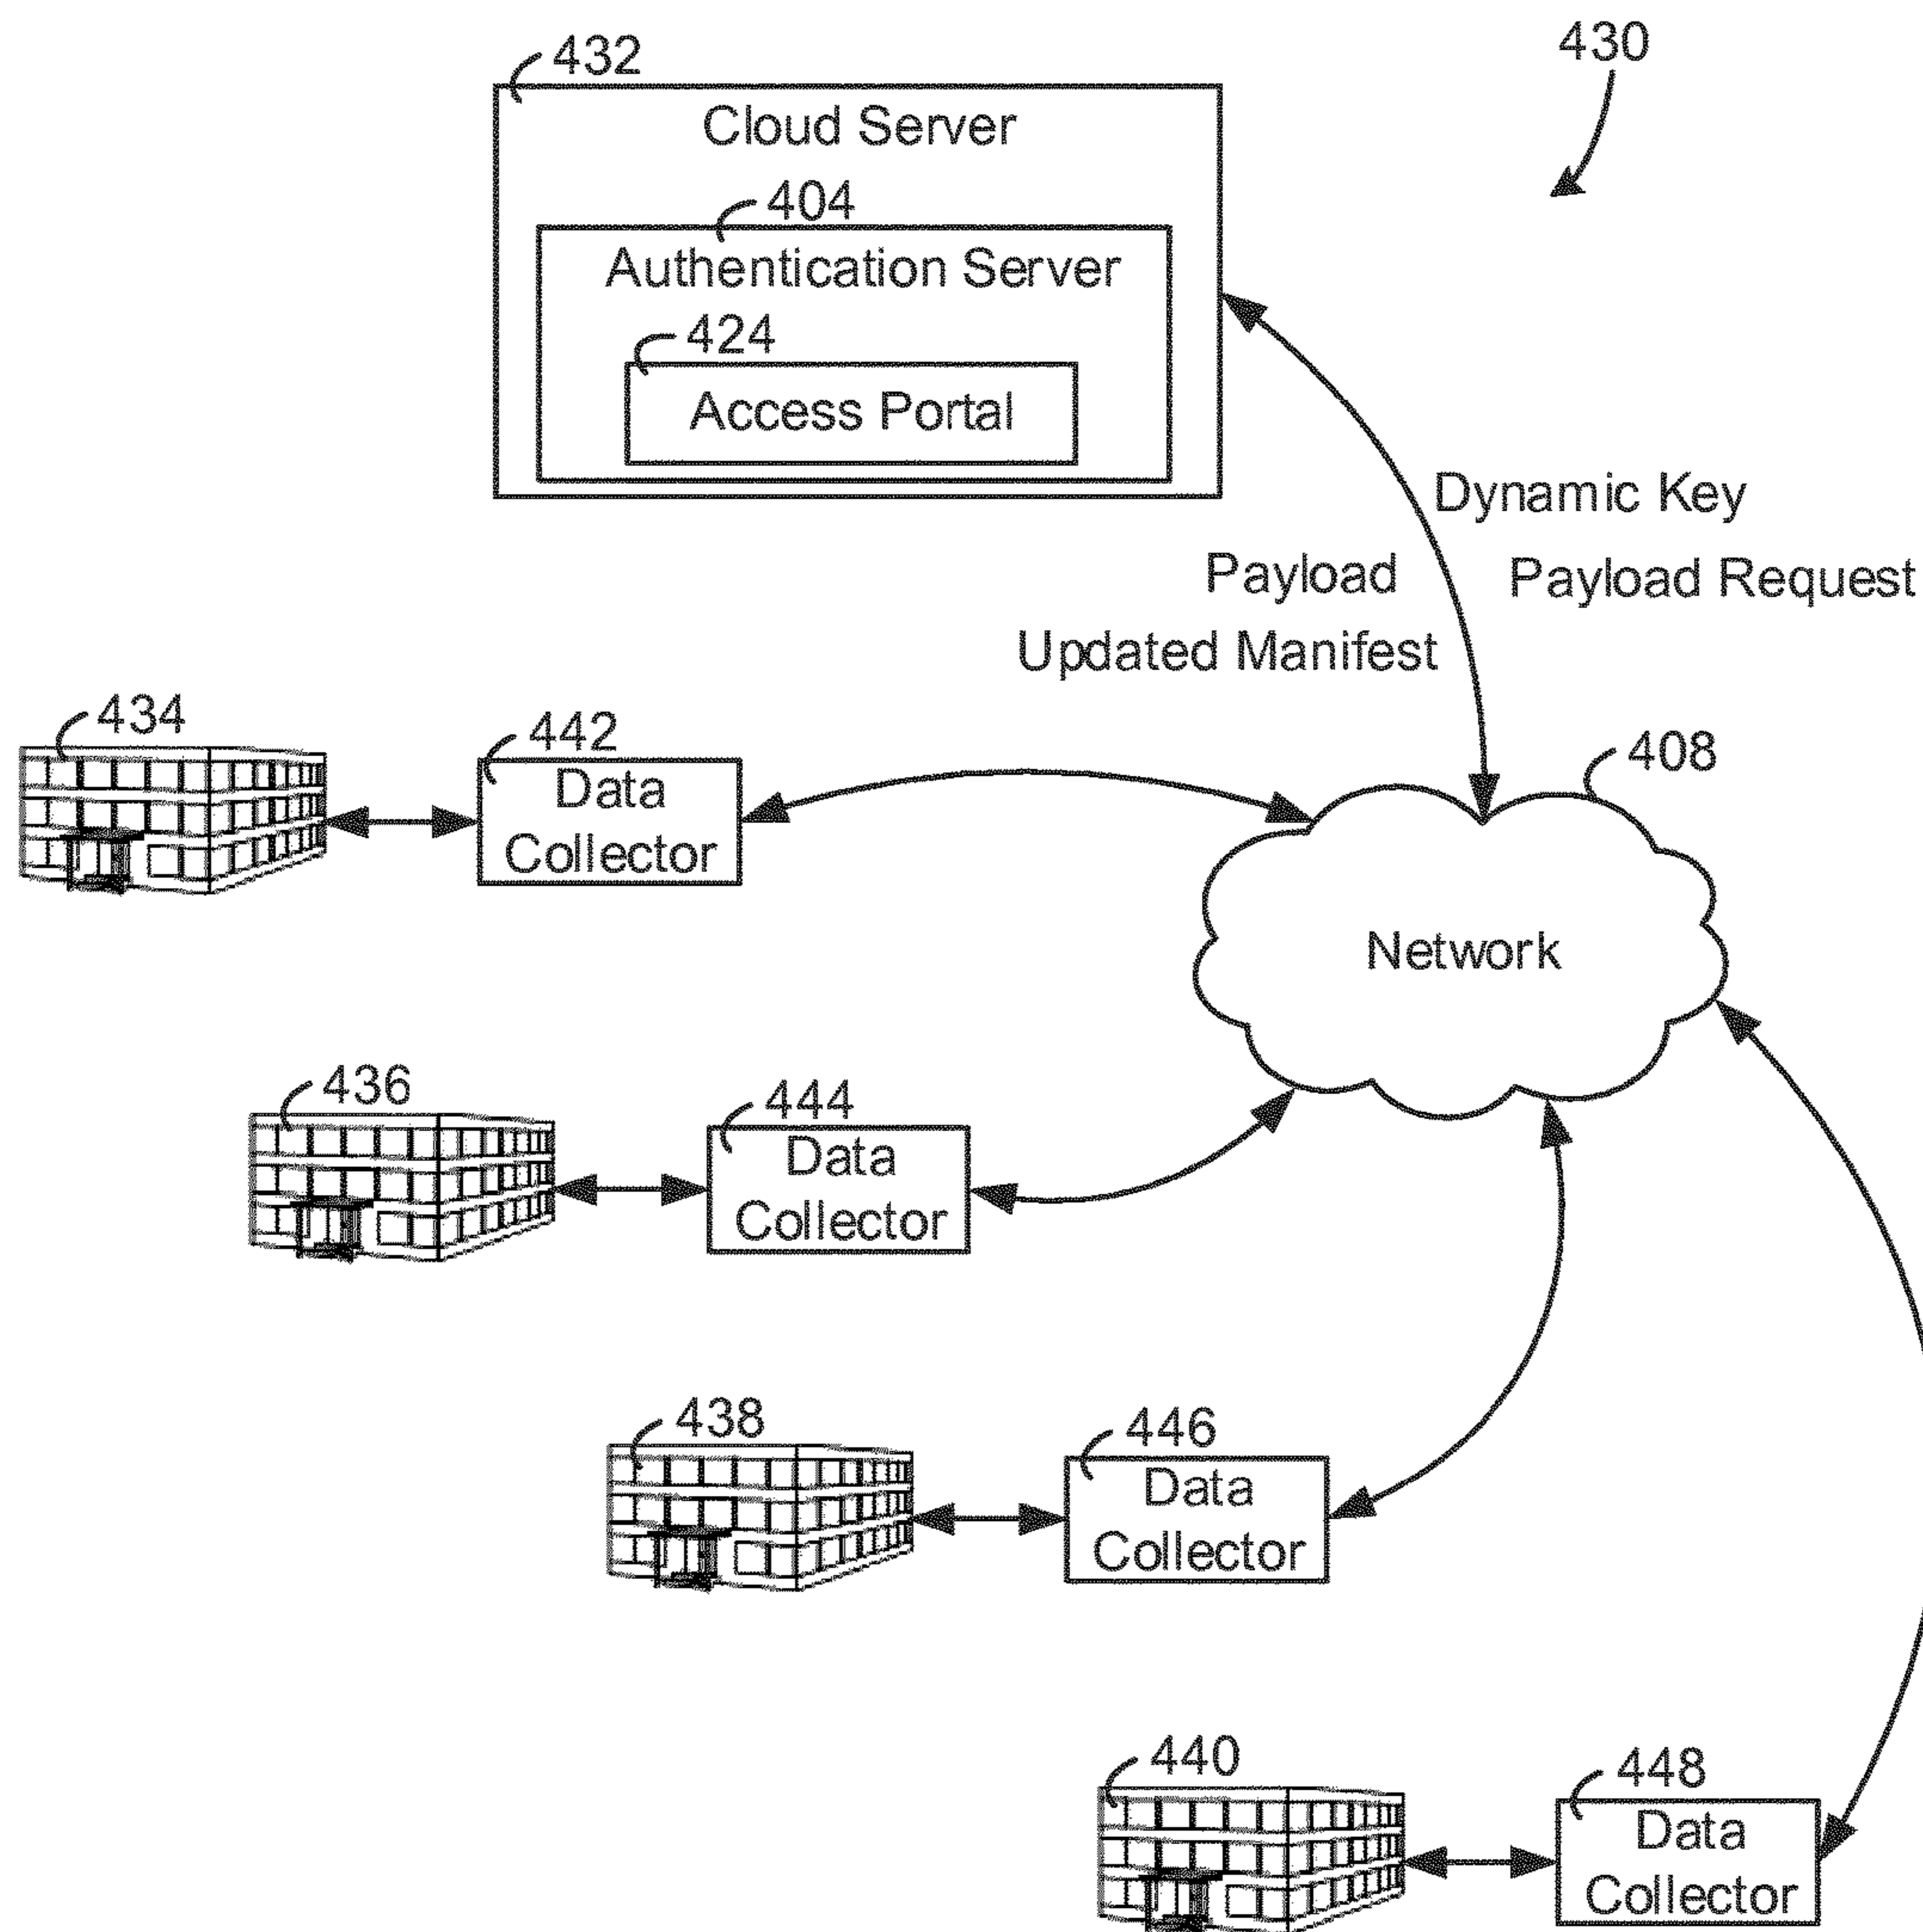 430
432
Cloud Server
404
Authentication Server
424
Access Portal
Dynamic Key
Payload
Payload Request
Updated Manifest
434
442
Data
Collector
408
Network
436
444
Data
Collector
438
446
Data
Collector
440
448
Data
Collector